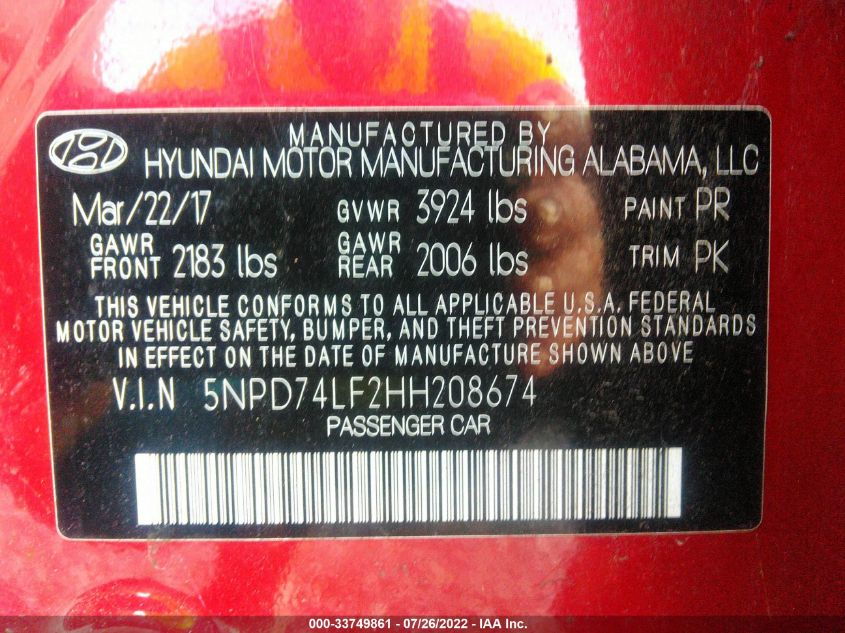 MANUFACTURED BY
HYUNDAI MOTOR MANUFACTURING ALABAMA, LLC
Mar/22/17 GVWR 3924 lbs PAINT PR
GAWR FRONT 2183 lbs GAWR REAR 2006 lbs TRIM PK
THIS VEHICLE CONFORMS TO ALL APPLICABLE U.S.A. FEDERAL
MOTOR VEHICLE SAFETY, BUMPER, AND THEFT PREVENTION STANDARDS
IN EFFECT ON THE DATE OF MANUFACTURE SHOWN ABOVE
V.I.N 5NPD74LF2HH208674
PASSENGER CAR
000-33749861 - 07/26/2022 - IAA Inc.